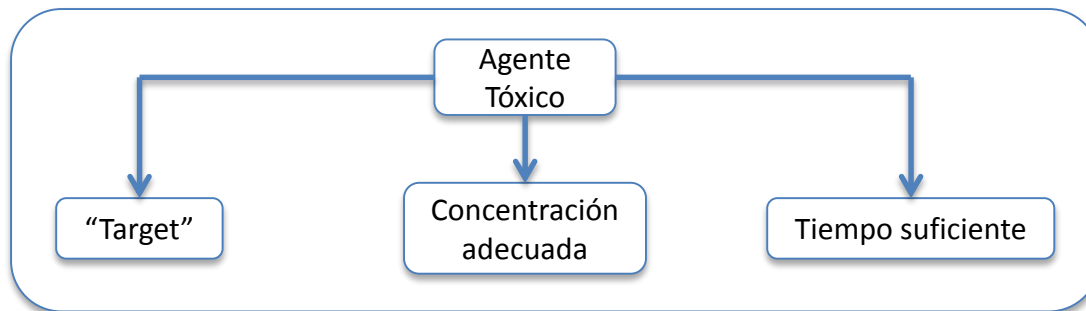 Agente
Tóxico
“Target”
Concentración
adecuada
Tiempo suficiente